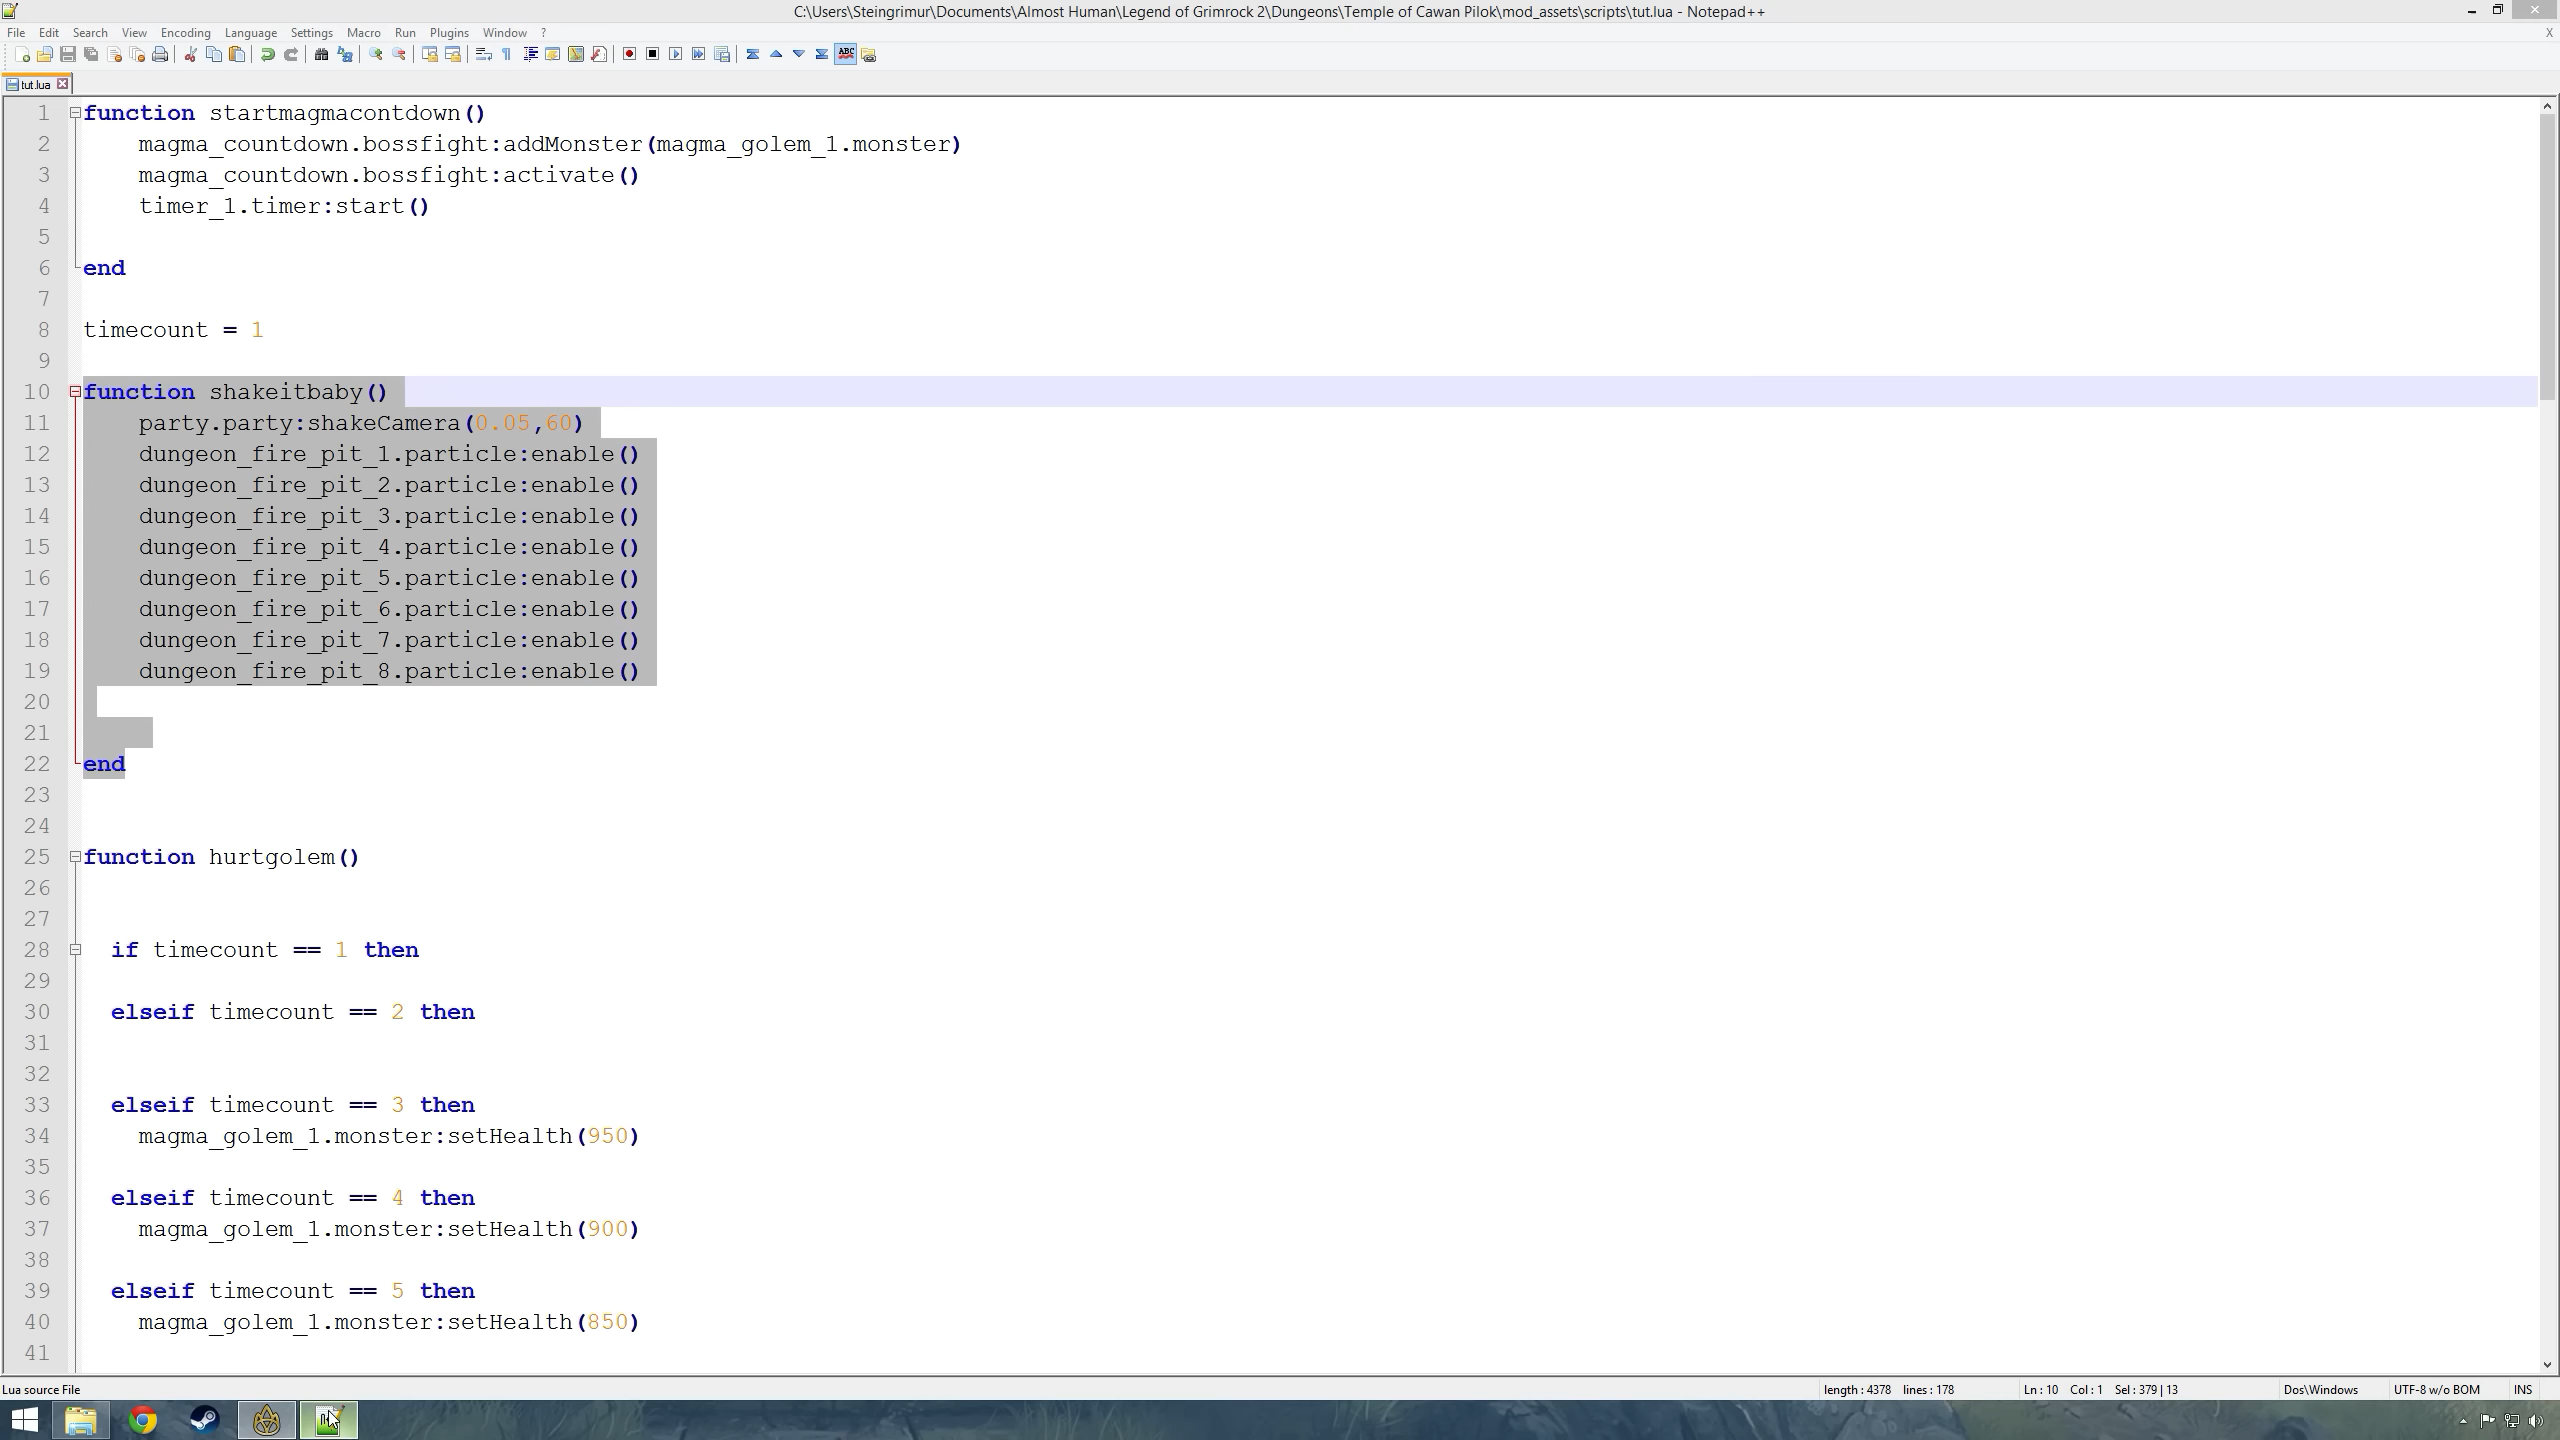 C:\Users\Steingrimur\Documents\Almost Human\Legend of Grimrock 2\Dungeons\Temple of Cawan Pilok\mod_assets\scripts\tut.lua - Notepad++
File Edit Search View Encoding Language Settings Macro Run Plugins Window ? X
ABC
tut.lua
1 function startmagmacontdown()
2 magma_countdown.bossfight:addMonster(magma_golem_1.monster)
3 magma_countdown.bossfight:activate()
4 timer_1.timer:start()
5
6 end
7
8 timecount = 1
9
10 function shakeitbaby()
11 party.party:shakeCamera(0.05,60)
12 dungeon_fire_pit_1.particle:enable()
13 dungeon_fire_pit_2.particle:enable()
14 dungeon_fire_pit_3.particle:enable()
15 dungeon_fire_pit_4.particle:enable()
16 dungeon_fire_pit_5.particle:enable()
17 dungeon_fire_pit_6.particle:enable()
18 dungeon_fire_pit_7.particle:enable()
19 dungeon_fire_pit_8.particle:enable()
20
21
22 end
23
24
25 function hurtgolem()
26
27
28 if timecount == 1 then
29
30 elseif timecount == 2 then
31
32
33 elseif timecount == 3 then
34 magma_golem_1.monster:setHealth(950)
35
36 elseif timecount == 4 then
37 magma_golem_1.monster:setHealth(900)
38
39 elseif timecount == 5 then
40 magma_golem_1.monster:setHealth(850)
41
Lua source File length : 4378 lines : 178 Ln : 10 Col : 1 Sel : 379 | 13 Dos\Windows UTF-8 w/o BOM INS